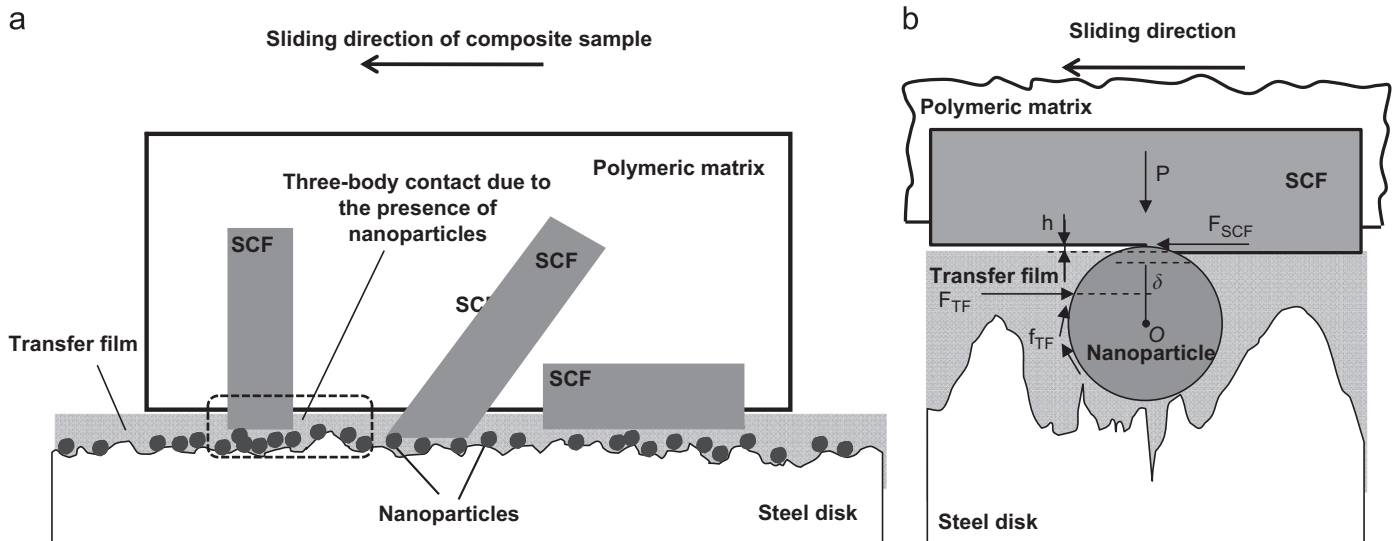 a
Sliding direction of composite sample
Polymeric matrix
Three-body contact due to
the presence of
nanoparticles
SCF
SCF
SCF
Transfer film
SCF
Nanoparticles
Steel disk
b
Sliding direction
Polymeric matrix
P
SCF
h
F_SCF
Transfer film
δ
F_TF
f_TF
O
Nanoparticle
Steel disk